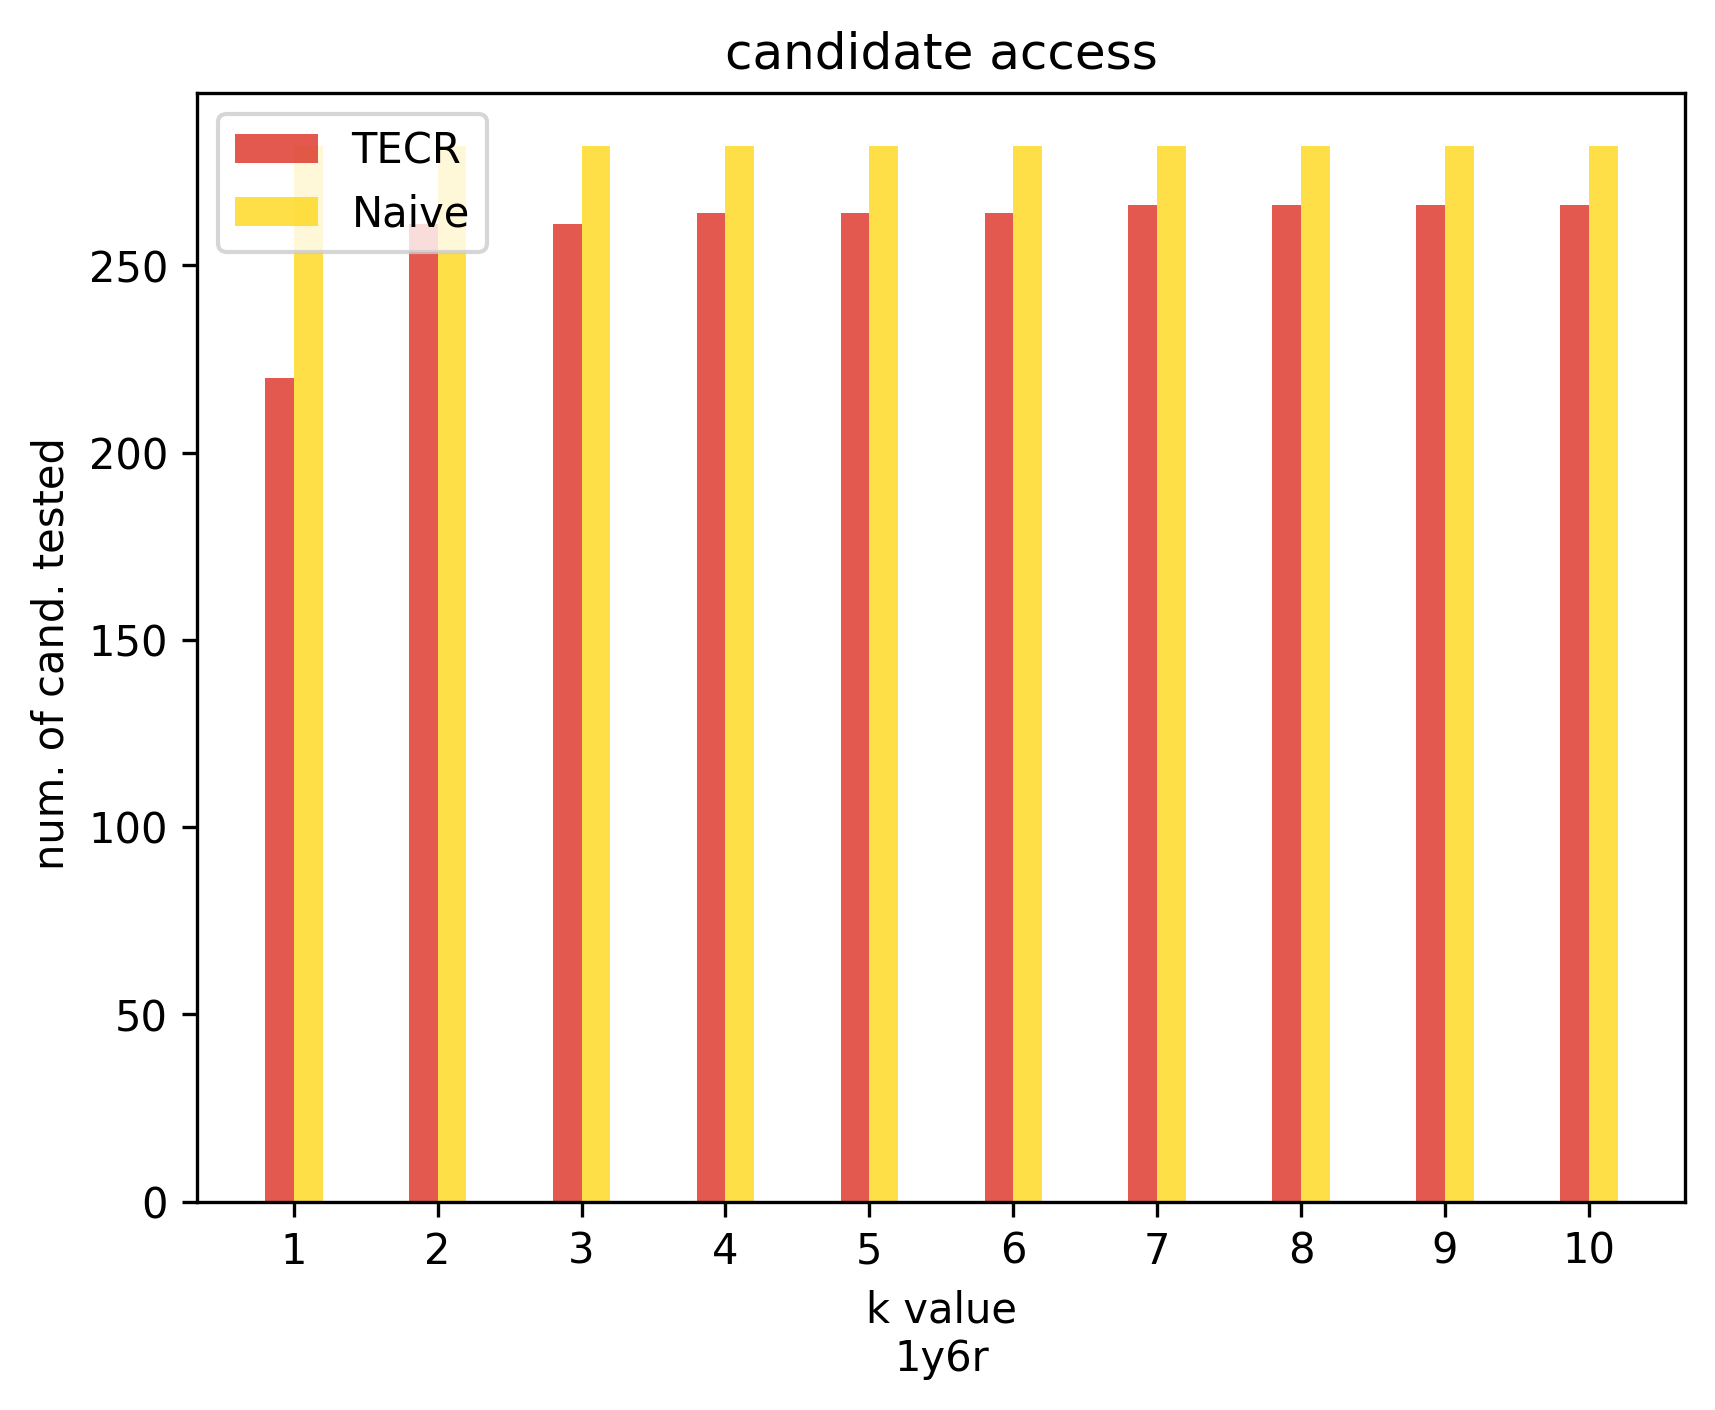 candidate access
TECR
Naive
250
200
150
100
50
0
num. of cand. tested
1 2 3 4 5 6 7 8 9 10
k value
1y6r